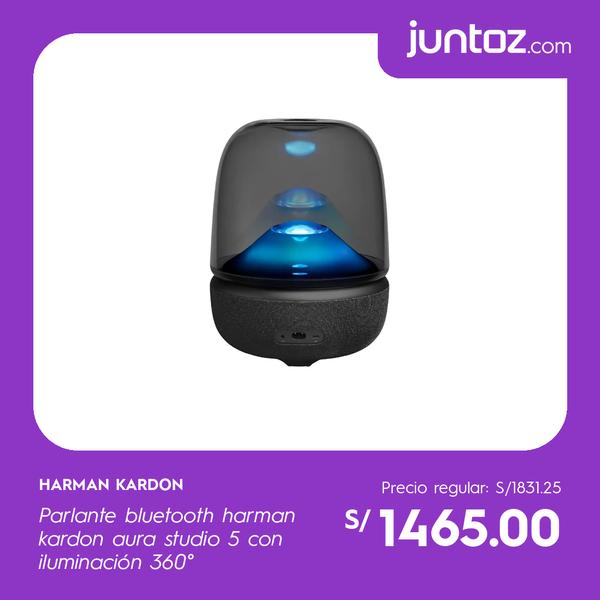 juntoz.com
HARMAN KARDON
Parlante bluetooth harman
kardon aura studio 5 con
iluminación 360°
Precio regular: S/1831.25
S/ 1465.00